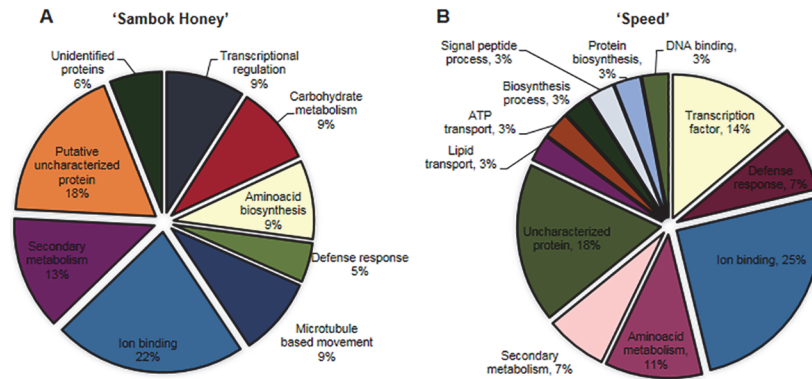 A
'Sambok Honey'
Unidentified
proteins
6%
Transcriptional
regulation
9%
Carbohydrate
metabolism
9%
Putative
uncharacterized
protein
18%
Aminoacid
biosynthesis
9%
Secondary
metabolism
13%
Defense response
5%
Ion binding
22%
Microtubule
based movement
9%
B
'Speed'
Signal peptide
process, 3%
Protein
biosynthesis,
3%
DNA binding,
3%
Biosynthesis
process, 3%
ATP
transport, 3%
Lipid
transport, 3%
Transcription
factor, 14%
Defense
response, 7%
Uncharacterized
protein, 18%
Ion binding, 25%
Secondary
metabolism, 7%
Aminoacid
metabolism,
11%